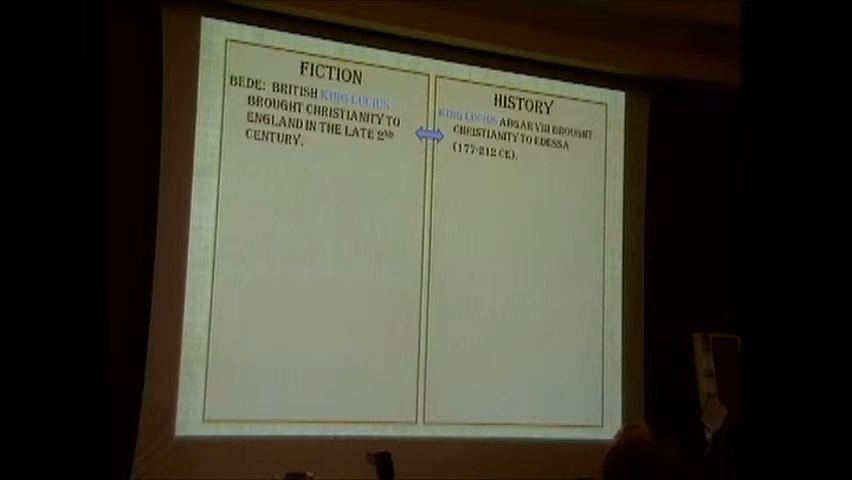 FICTION
BEDE: BRITISH KING LUCIUS
BROUGHT CHRISTIANITY TO
ENGLAND IN THE LATE 2ND
CENTURY.
HISTORY
KING LUCIUS ABGAR VIII BROUGHT
CHRISTIANITY TO EDESSA
(177-212 CE).